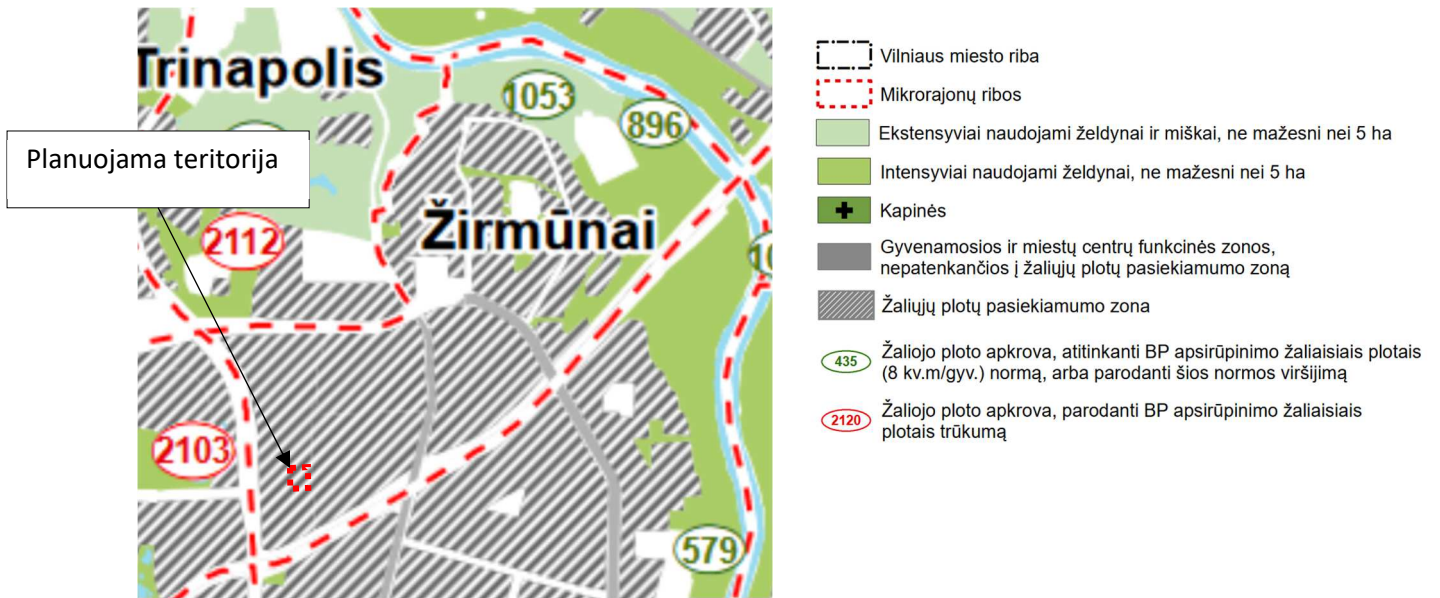 Trinapolis
1053
896
Planuojama teritorija
2112
Žirmūnai
10
2103
579
Vilniaus miesto riba
Mikrorajonų ribos
Ekstensyviai naudojami želdynai ir miškai, ne mažesni nei 5 ha
Intensyviai naudojami želdynai, ne mažesni nei 5 ha
Kapinės
Gyvenamosios ir miestų centrų funkcinės zonos,
nepatenkančios į žaliųjų plotų pasiekiamumo zoną
Žaliųjų plotų pasiekiamumo zona
435
Žaliojo ploto apkrova, atitinkanti BP apsirūpinimo žaliaisiais plotais
(8 kv.m/gyv.) normą, arba parodanti šios normos viršijimą
2120
Žaliojo ploto apkrova, parodanti BP apsirūpinimo žaliaisiais
plotais trūkumą